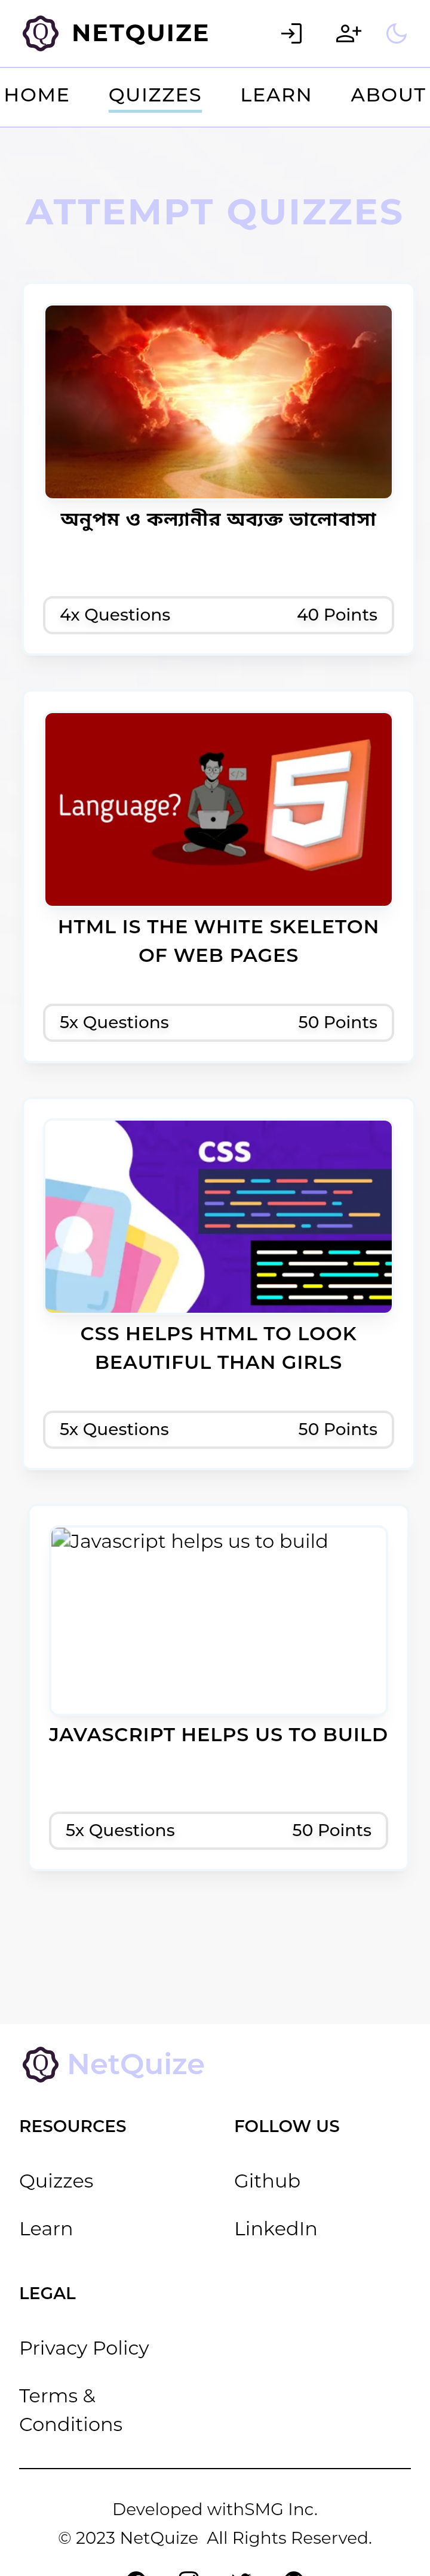 NETQUIZE
HOME QUIZZES LEARN ABOUT
ATTEMPT QUIZZES
অনুপম ও কল্যানীর অব্যক্ত ভালোবাসা
4x Questions 40 Points
Language?
</>
5
HTML IS THE WHITE SKELETON
OF WEB PAGES
5x Questions 50 Points
CSS
CSS HELPS HTML TO LOOK
BEAUTIFUL THAN GIRLS
5x Questions 50 Points
Javascript helps us to build
JAVASCRIPT HELPS US TO BUILD
5x Questions 50 Points
NetQuize
RESOURCES FOLLOW US
Quizzes Github
Learn LinkedIn
LEGAL
Privacy Policy
Terms &
Conditions
Developed withSMG Inc.
© 2023 NetQuize All Rights Reserved.